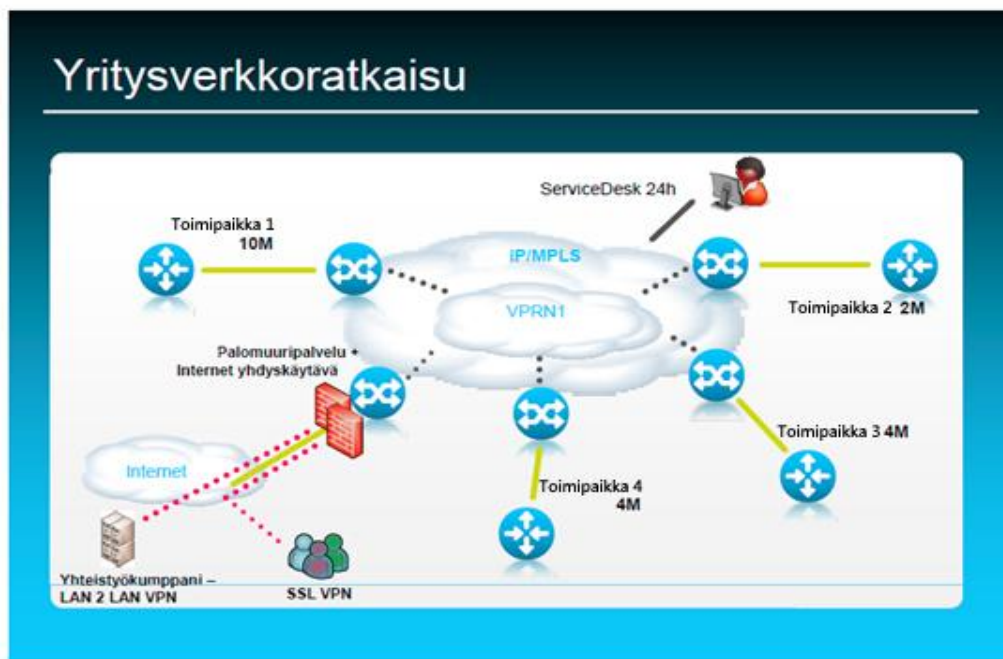 Yritysverkkoratkaisu
ServiceDesk 24h
Toimipaikka 1
10M
iP/MPLS
VPRN1
Toimipaikka 2 2M
Palomuuripalvelu +
Internet yhdyskäytävä
Toimipaikka 3 4M
Internet
Toimipaikka 4
4M
Yhteistyökumppani –
LAN 2 LAN VPN
SSL VPN